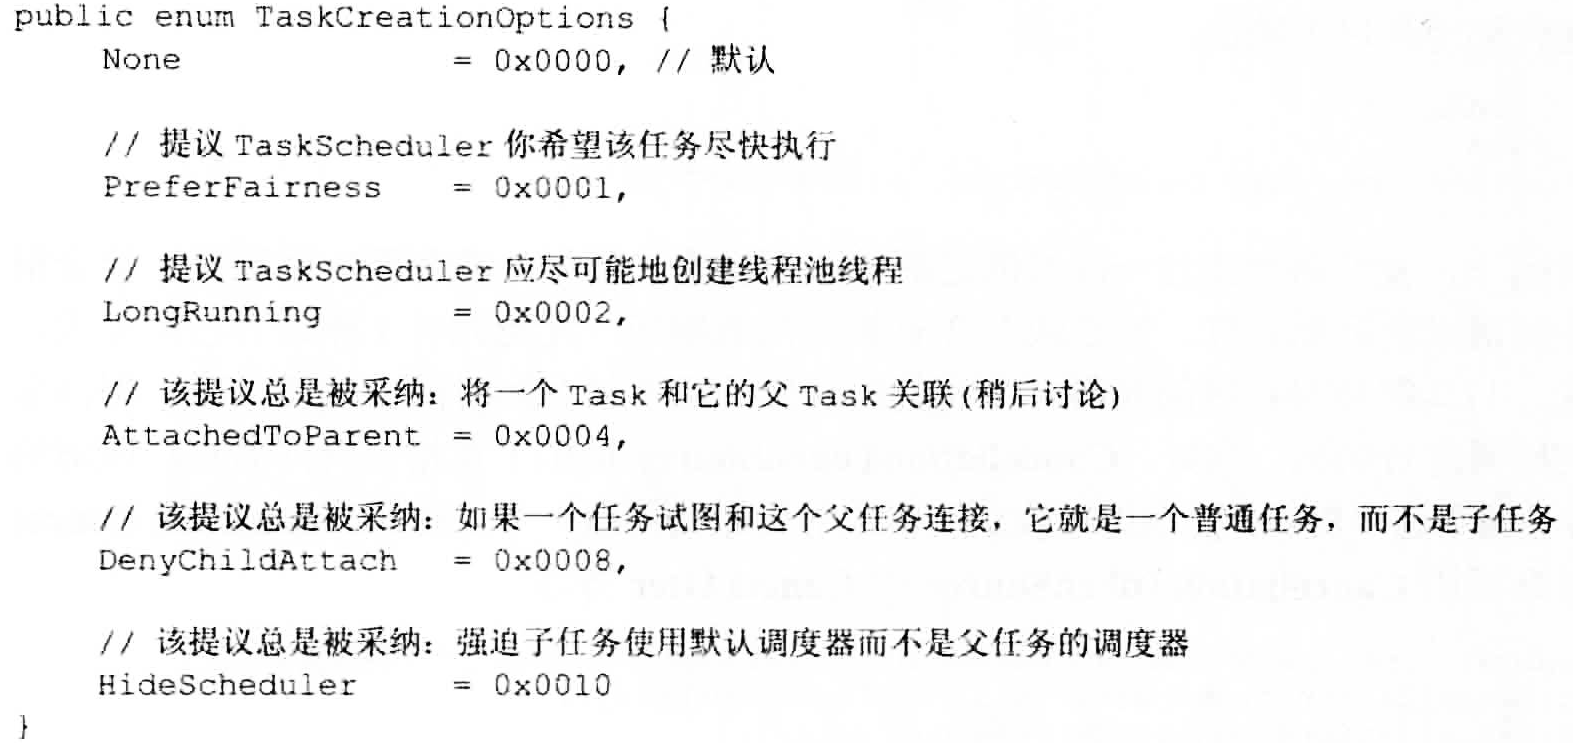 public enum TaskCreationOptions {
None = 0x0000, // 默认
// 提议 TaskScheduler 你希望该任务尽快执行
PreferFairness = 0x0001,
// 提议 TaskScheduler 应尽可能地创建线程池线程
LongRunning = 0x0002,
// 该提议总是被采纳：将一个 Task 和它的父 Task 关联(稍后讨论)
AttachedToParent = 0x0004,
// 该提议总是被采纳：如果一个任务试图和这个父任务连接，它就是一个普通任务，而不是子任务
DenyChildAttach = 0x0008,
// 该提议总是被采纳：强迫子任务使用默认调度器而不是父任务的调度器
HideScheduler = 0x0010
}